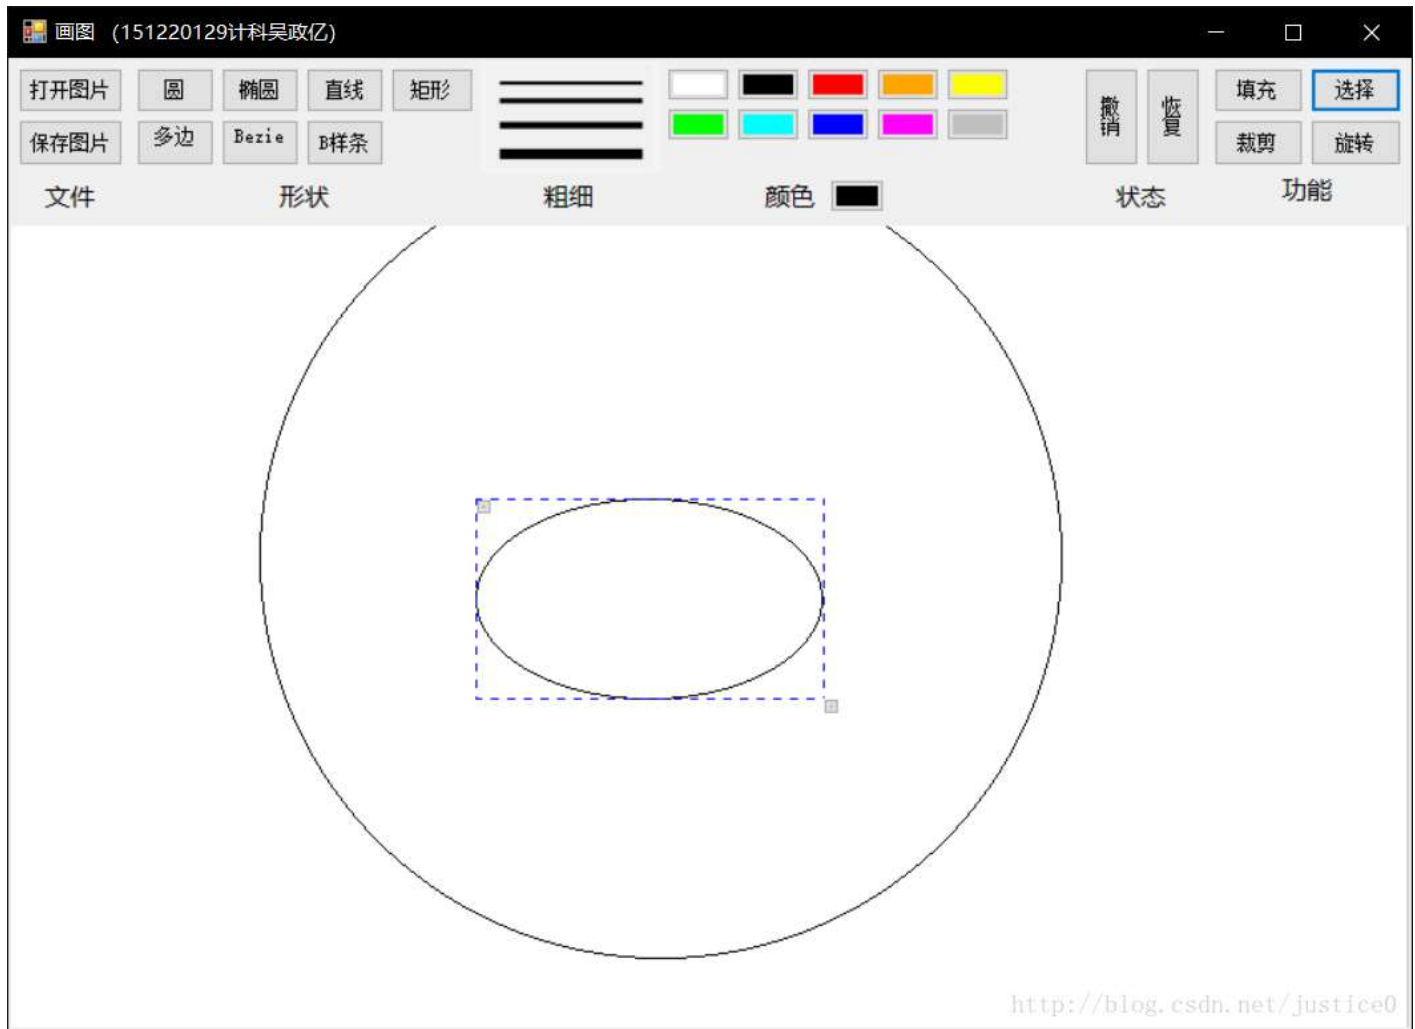 画图 (151220129计科吴政亿)
打开图片 圆 椭圆 直线 矩形 撤销 恢复 填充 选择
保存图片 多边 Bezie B样条 裁剪 旋转
文件 形状 粗细 颜色 状态 功能
http://blog.csdn.net/justice0